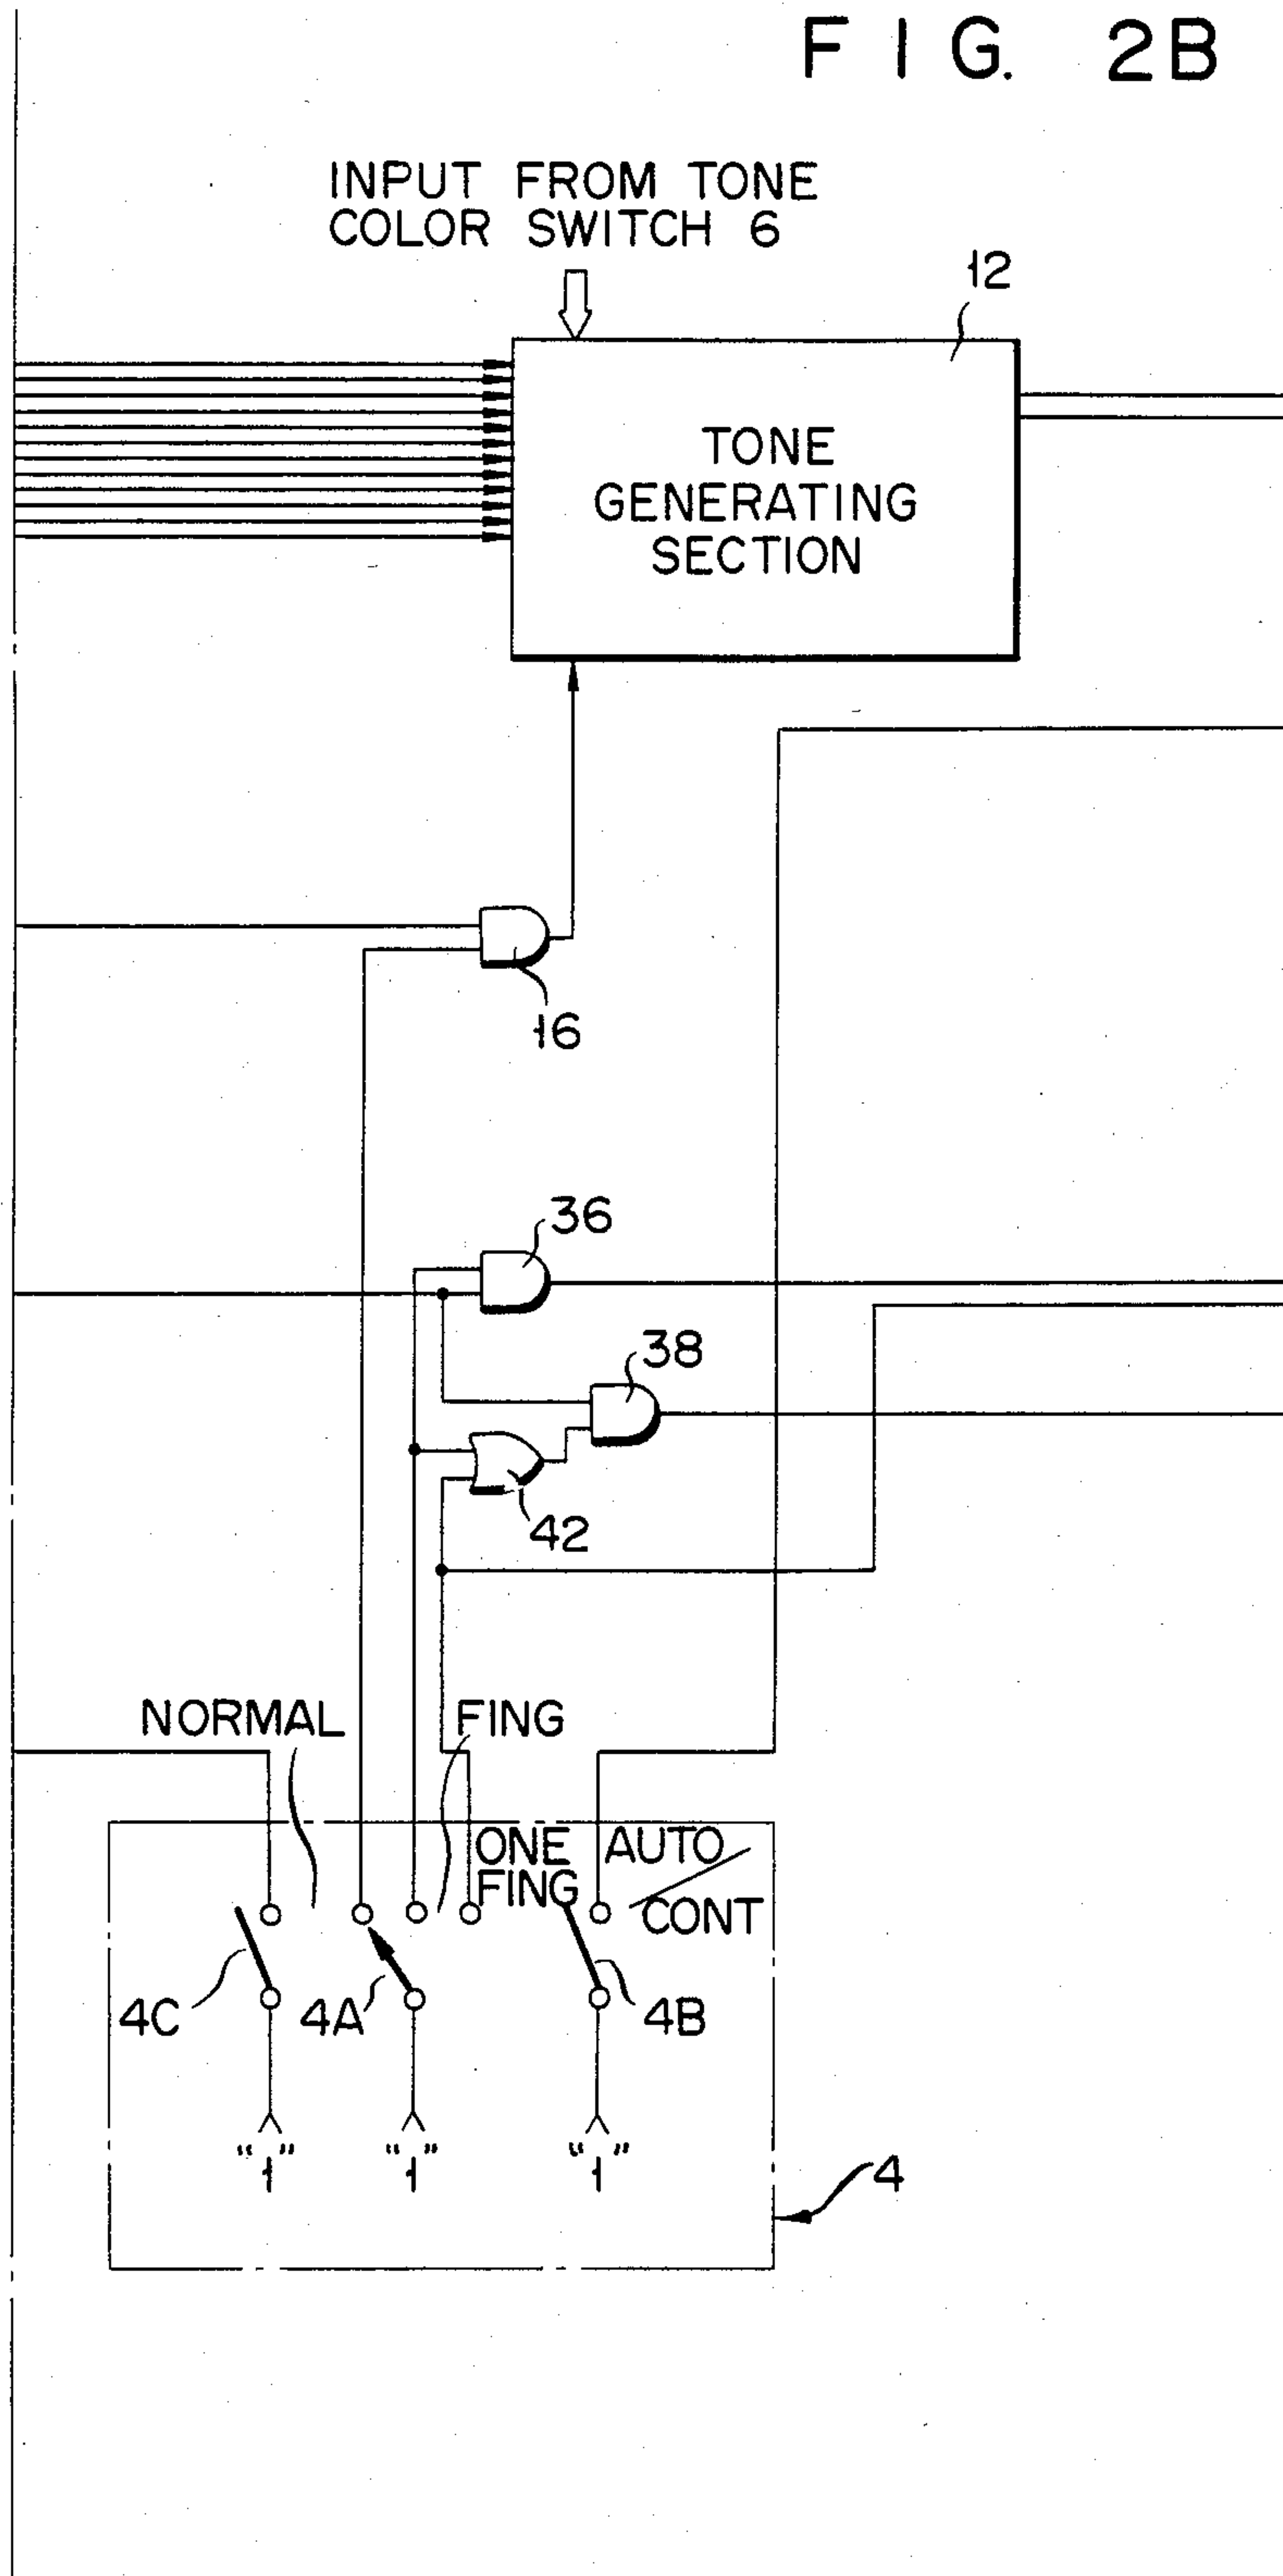 FIG. 2B
INPUT FROM TONE
COLOR SWITCH 6
12
TONE
GENERATING
SECTION
16
36
38
42
NORMAL
FING
ONE
FING
AUTO/
CONT
4C
4A
4B
"1"
"1"
"1"
4